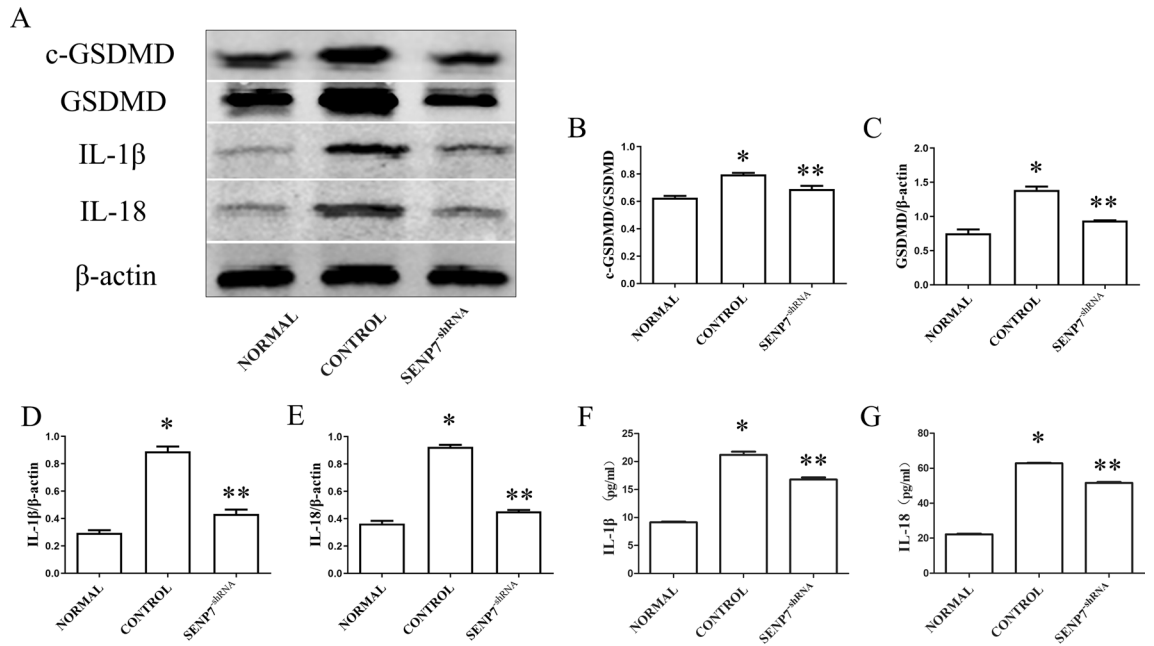 A
c-GSDMD
GSDMD
IL-1β
IL-18
β-actin
NORMAL
CONTROL
SENP7-shRNA
B
c-GSDMD/GSDMD
1.0
0.8
0.6
0.4
0.2
0.0
*
**
NORMAL
CONTROL
SENP7-shRNA
C
GSDMD/β-actin
2.0
1.5
1.0
0.5
0.0
*
**
NORMAL
CONTROL
SENP7-shRNA
D
IL-1β/β-actin
1.0
0.8
0.6
0.4
0.2
0.0
*
**
NORMAL
CONTROL
SENP7-shRNA
E
IL-18/β-actin
1.0
0.8
0.6
0.4
0.2
0.0
*
**
NORMAL
CONTROL
SENP7-shRNA
F
IL-1β （pg/ml）
25
20
15
10
5
0
*
**
NORMAL
CONTROL
SENP7-shRNA
G
IL-18（pg/ml）
80
60
40
20
0
*
**
NORMAL
CONTROL
SENP7-shRNA